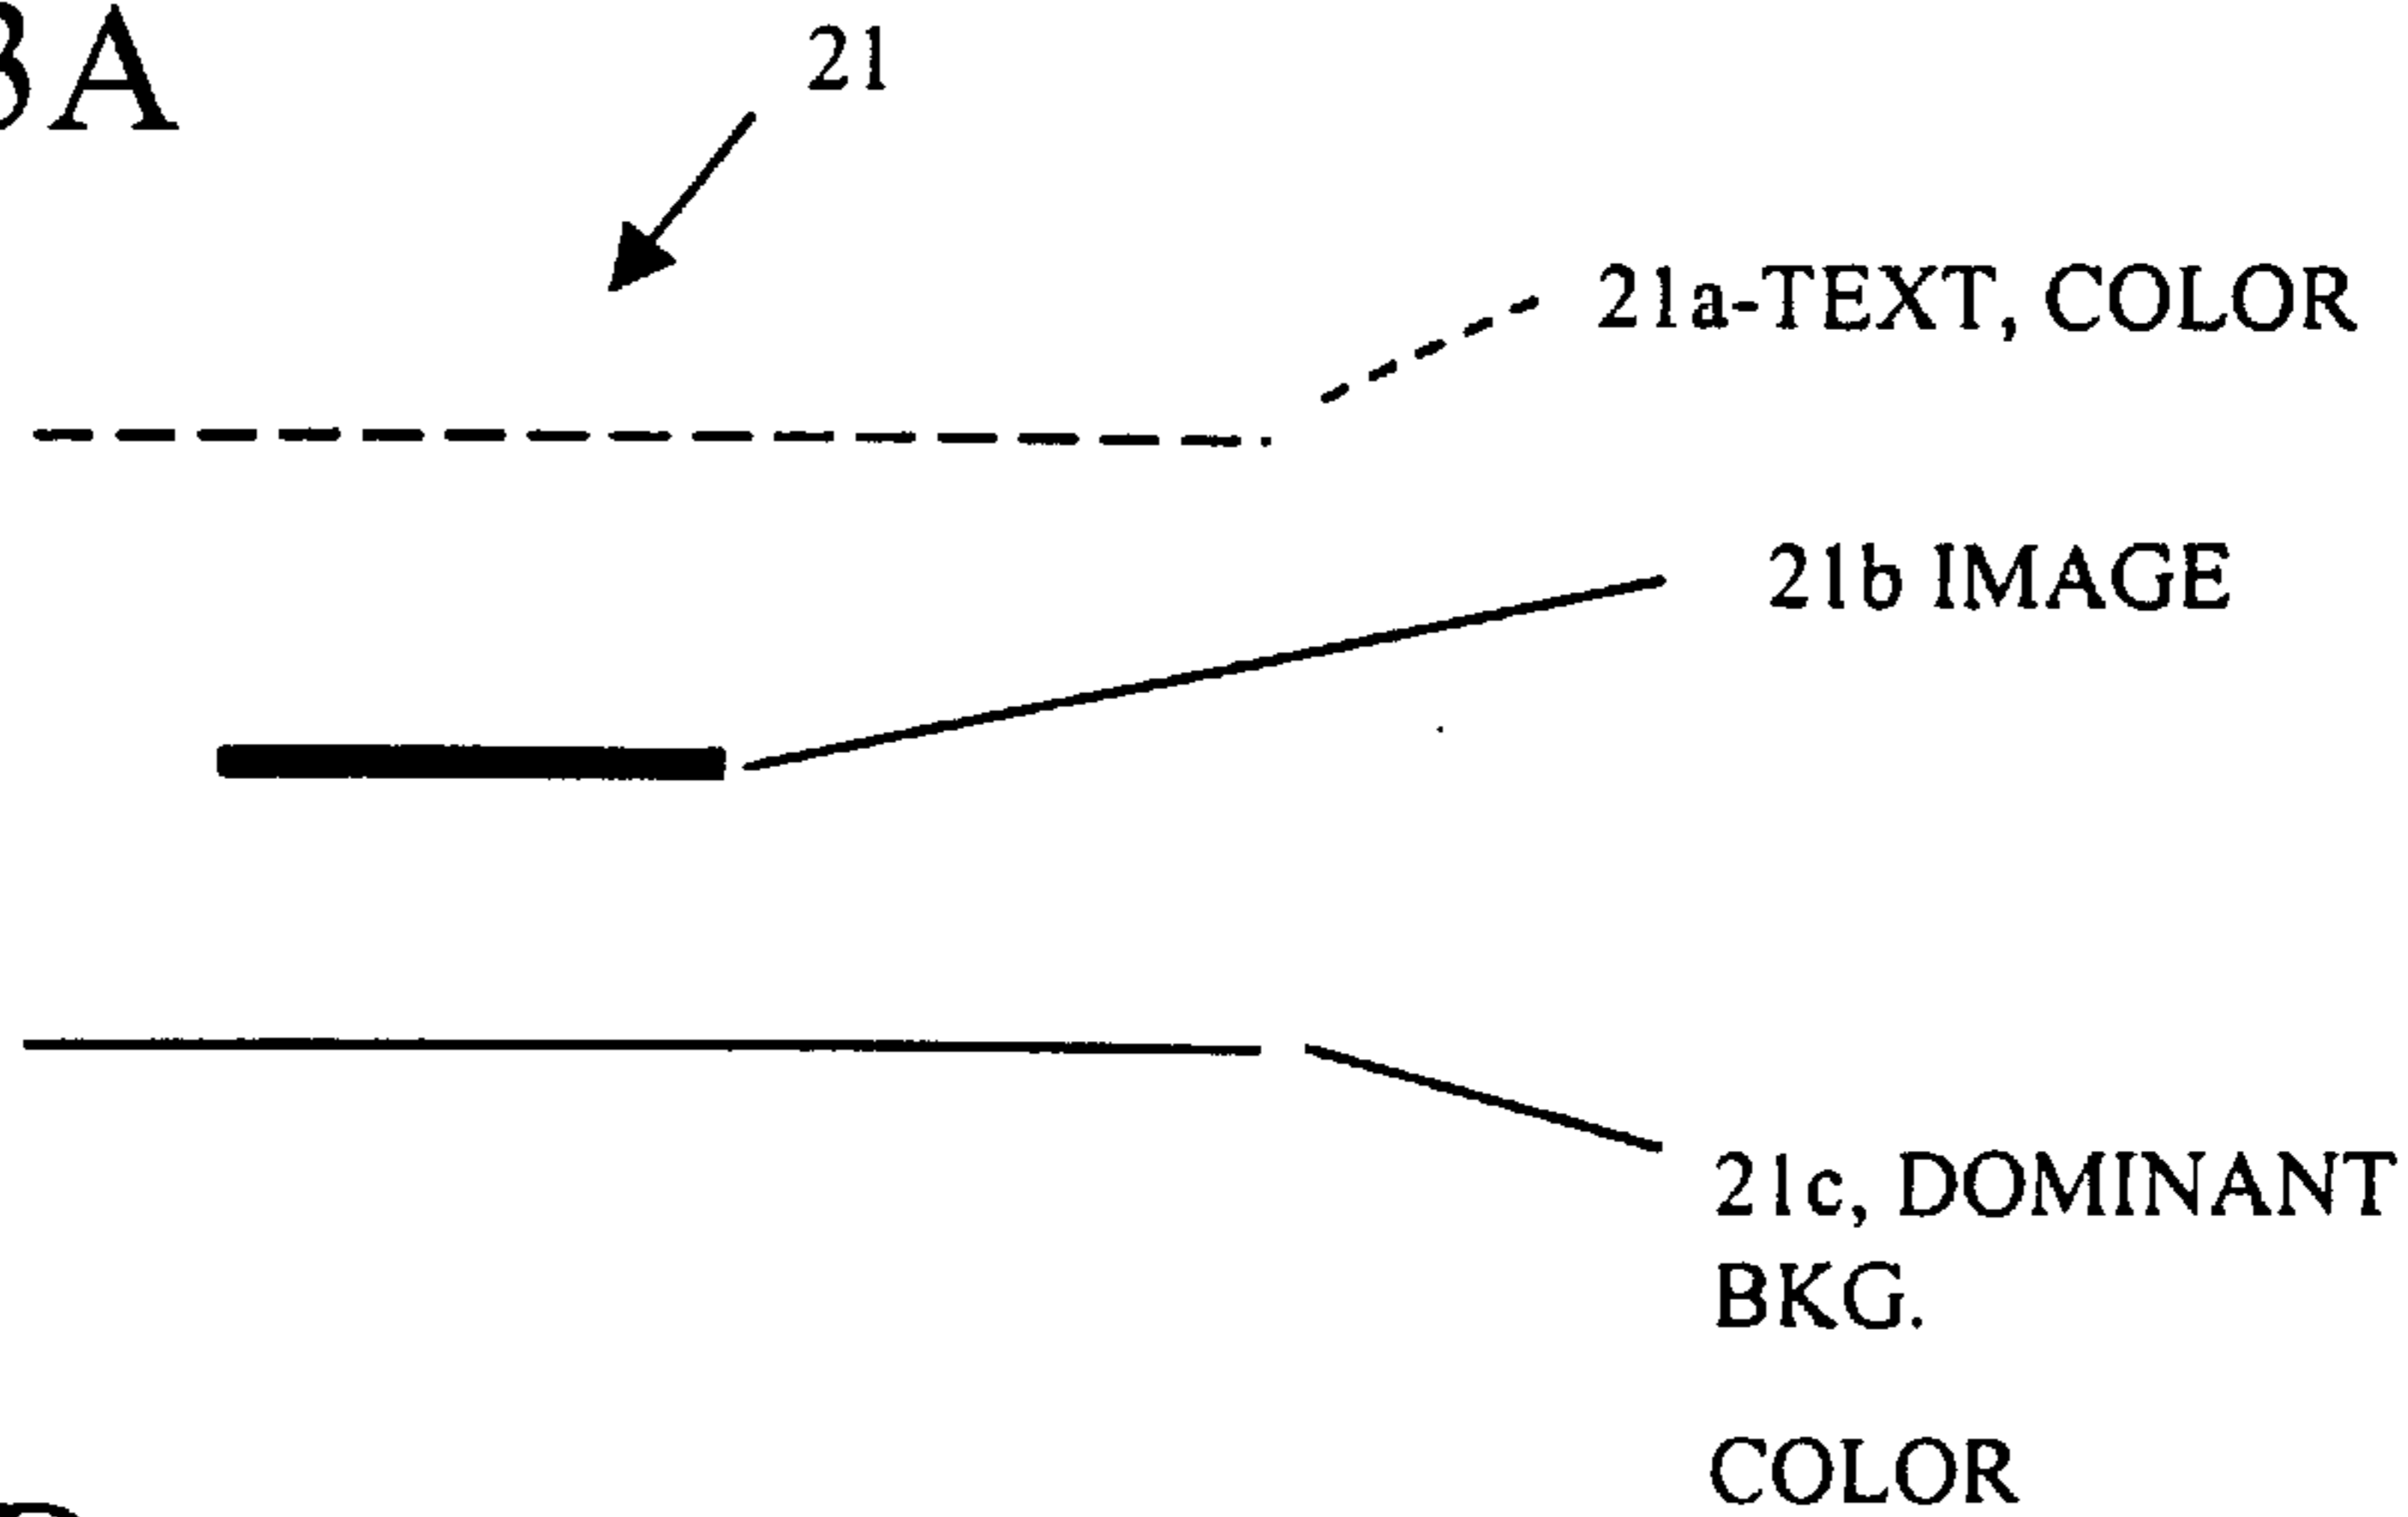 3A
21
21a-TEXT, COLOR
21b IMAGE
21c, DOMINANT
BKG.
COLOR